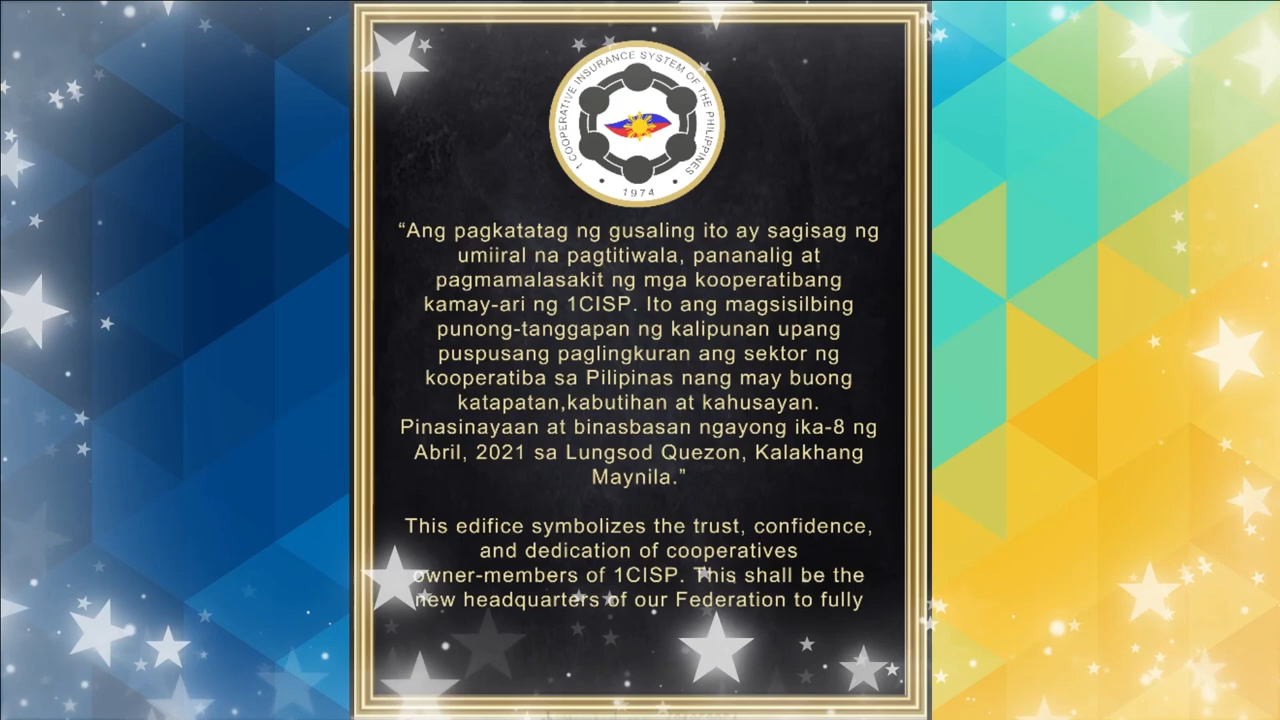 1 COOPERATIVE INSURANCE SYSTEM OF THE PHILIPPINES
1974
“Ang pagkatatag ng gusaling ito ay sagisag ng
umiiral na pagtitiwala, pananalig at
pagmamalasakit ng mga kooperatibang
kamay-ari ng 1CISP. Ito ang magsisilbing
punong-tanggapan ng kalipunan upang
puspusang paglingkuran ang sektor ng
kooperatiba sa Pilipinas nang may buong
katapatan,kabutihan at kahusayan.
Pinasinayaan at binasbasan ngayong ika-8 ng
Abril, 2021 sa Lungsod Quezon, Kalakhang
Maynila.”
This edifice symbolizes the trust, confidence,
and dedication of cooperatives
owner-members of 1CISP. This shall be the
new headquarters of our Federation to fully